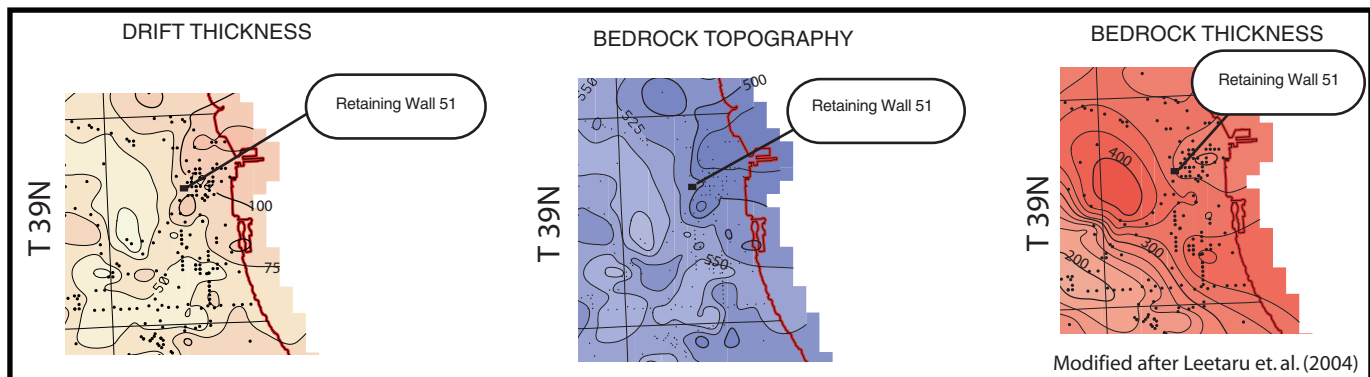 DRIFT THICKNESS
Retaining Wall 51
T 39N
100
75
50
BEDROCK TOPOGRAPHY
Retaining Wall 51
T 39N
550
500
525
550
BEDROCK THICKNESS
Retaining Wall 51
T 39N
400
300
200
Modified after Leetaru et. al. (2004)